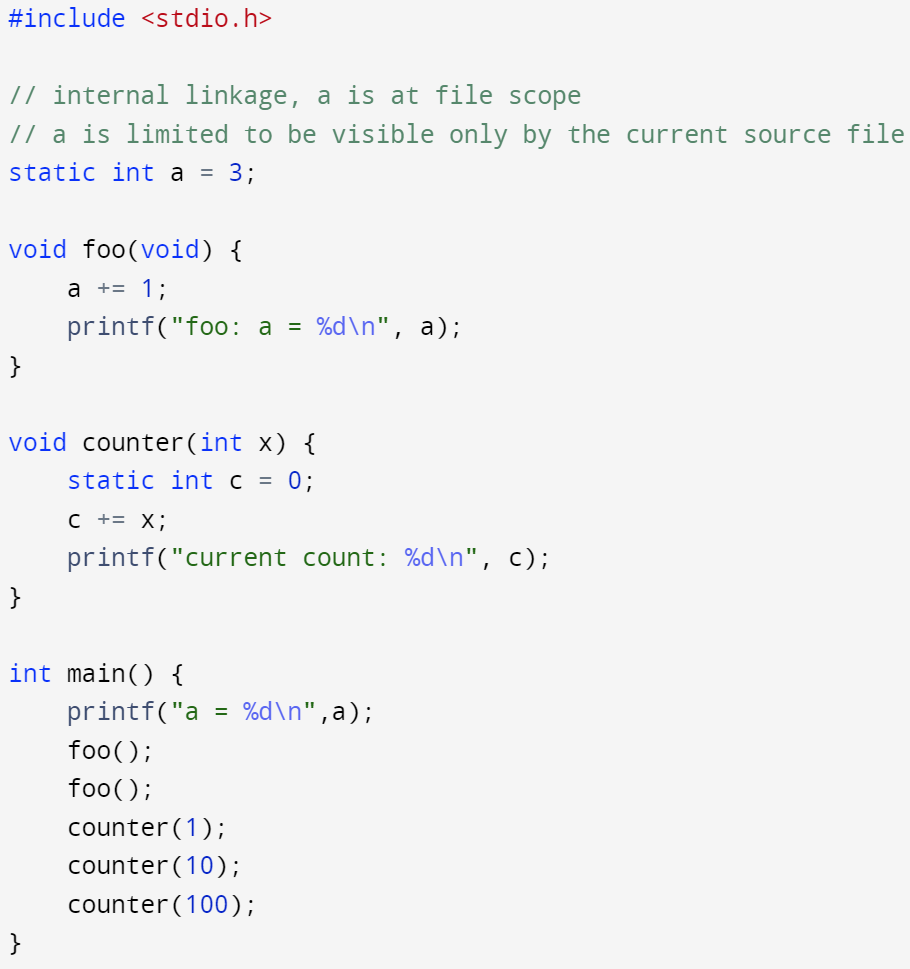 #include <stdio.h>

// internal linkage, a is at file scope
// a is limited to be visible only by the current source file
static int a = 3;

void foo(void) {
    a += 1;
    printf("foo: a = %d\n", a);
}

void counter(int x) {
    static int c = 0;
    c += x;
    printf("current count: %d\n", c);
}

int main() {
    printf("a = %d\n",a);
    foo();
    foo();
    counter(1);
    counter(10);
    counter(100);
}